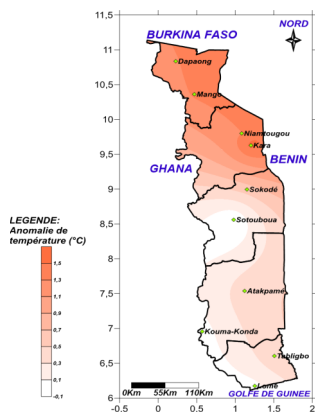 NORD
11,5
BURKINA FASO
11
Dapaong
10,5
Mango
10
Niamtougou
Kara
9,5
GHANA
BENIN
9
Sokodé
8,5
Sotouboua
LEGENDE:
Anomalie de
température (°C)
8
1,5
1,3
1,1
0,9
0,7
0,5
0,3
0,1
-0,1
7,5
Atakpamé
7
Kouma-Konda
6,5
Tabligbo
0Km 55Km 110Km
Lomé
GOLFE DE GUINEE
6
-0.5 0 0.5 1 1.5 2